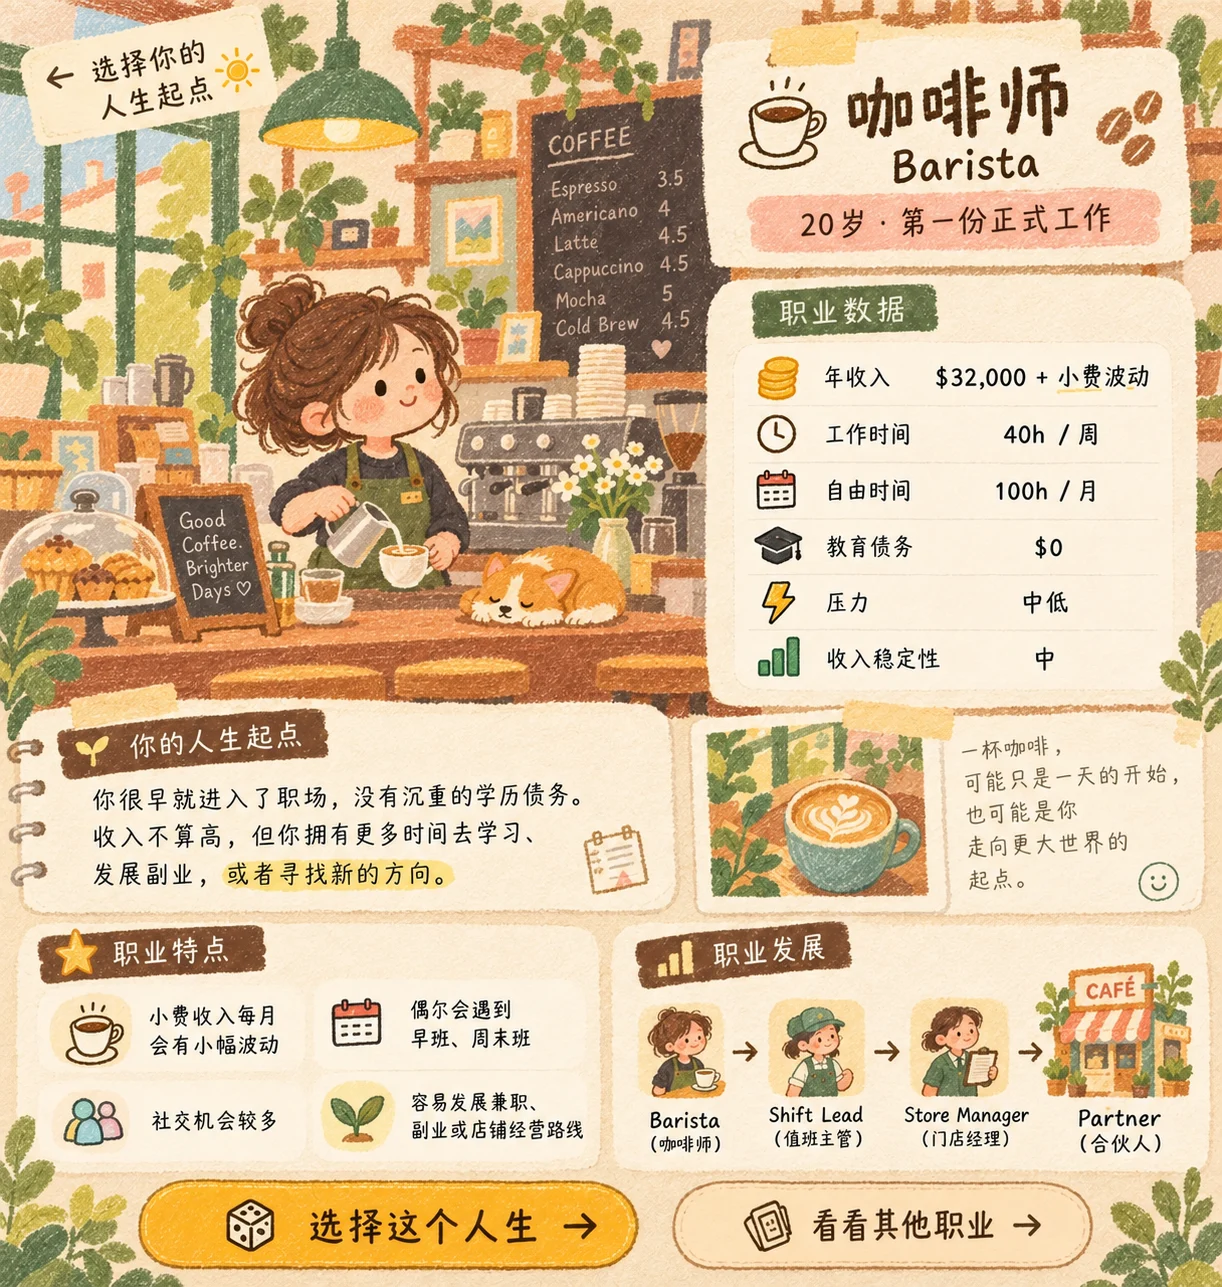 ← 选择你的
人生起点
COFFEE
Espresso 3.5
Americano 4
Latte 4.5
Cappuccino 4.5
Mocha 5
Cold Brew 4.5
Good
Coffee.
Brighter
Days ♡
咖啡师
Barista
20岁 · 第一份正式工作
职业数据
年收入 $32,000 + 小费波动
工作时间 40h / 周
自由时间 100h / 月
教育债务 $0
压力 中低
收入稳定性 中
你的人生起点
你很早就进入了职场，没有沉重的学历债务。
收入不算高，但你拥有更多时间去学习、
发展副业，或者寻找新的方向。
一杯咖啡，
可能只是一天的开始，
也可能是你
走向更大世界的
起点。
职业特点
小费收入每月
会有小幅波动
偶尔会遇到
早班、周末班
社交机会较多
容易发展兼职、
副业或店铺经营路线
职业发展
CAFÉ
Barista
（咖啡师）
Shift Lead
（值班主管）
Store Manager
（门店经理）
Partner
（合伙人）
选择这个人生 →
看看其他职业 →